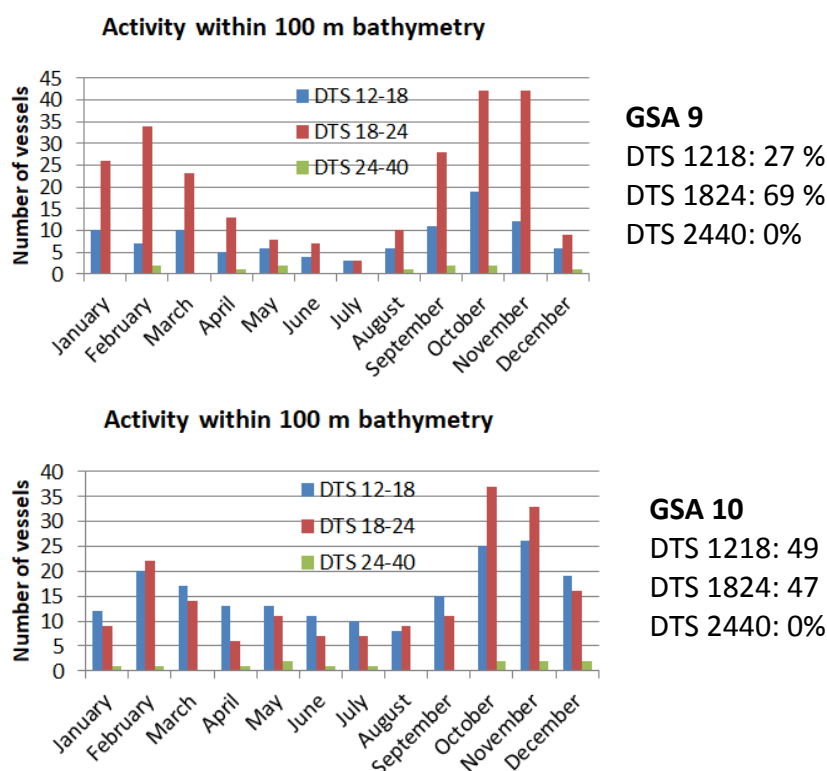 Activity within 100 m bathymetry
Number of vessels
45
40
35
30
25
20
15
10
5
0
DTS 12-18
DTS 18-24
DTS 24-40
January
February
March
April
May
June
July
August
September
October
November
December
GSA 9
DTS 1218: 27 %
DTS 1824: 69 %
DTS 2440: 0%
Activity within 100 m bathymetry
Number of vessels
40
35
30
25
20
15
10
5
0
DTS 12-18
DTS 18-24
DTS 24-40
January
February
March
April
May
June
July
August
September
October
November
December
GSA 10
DTS 1218: 49
DTS 1824: 47
DTS 2440: 0%